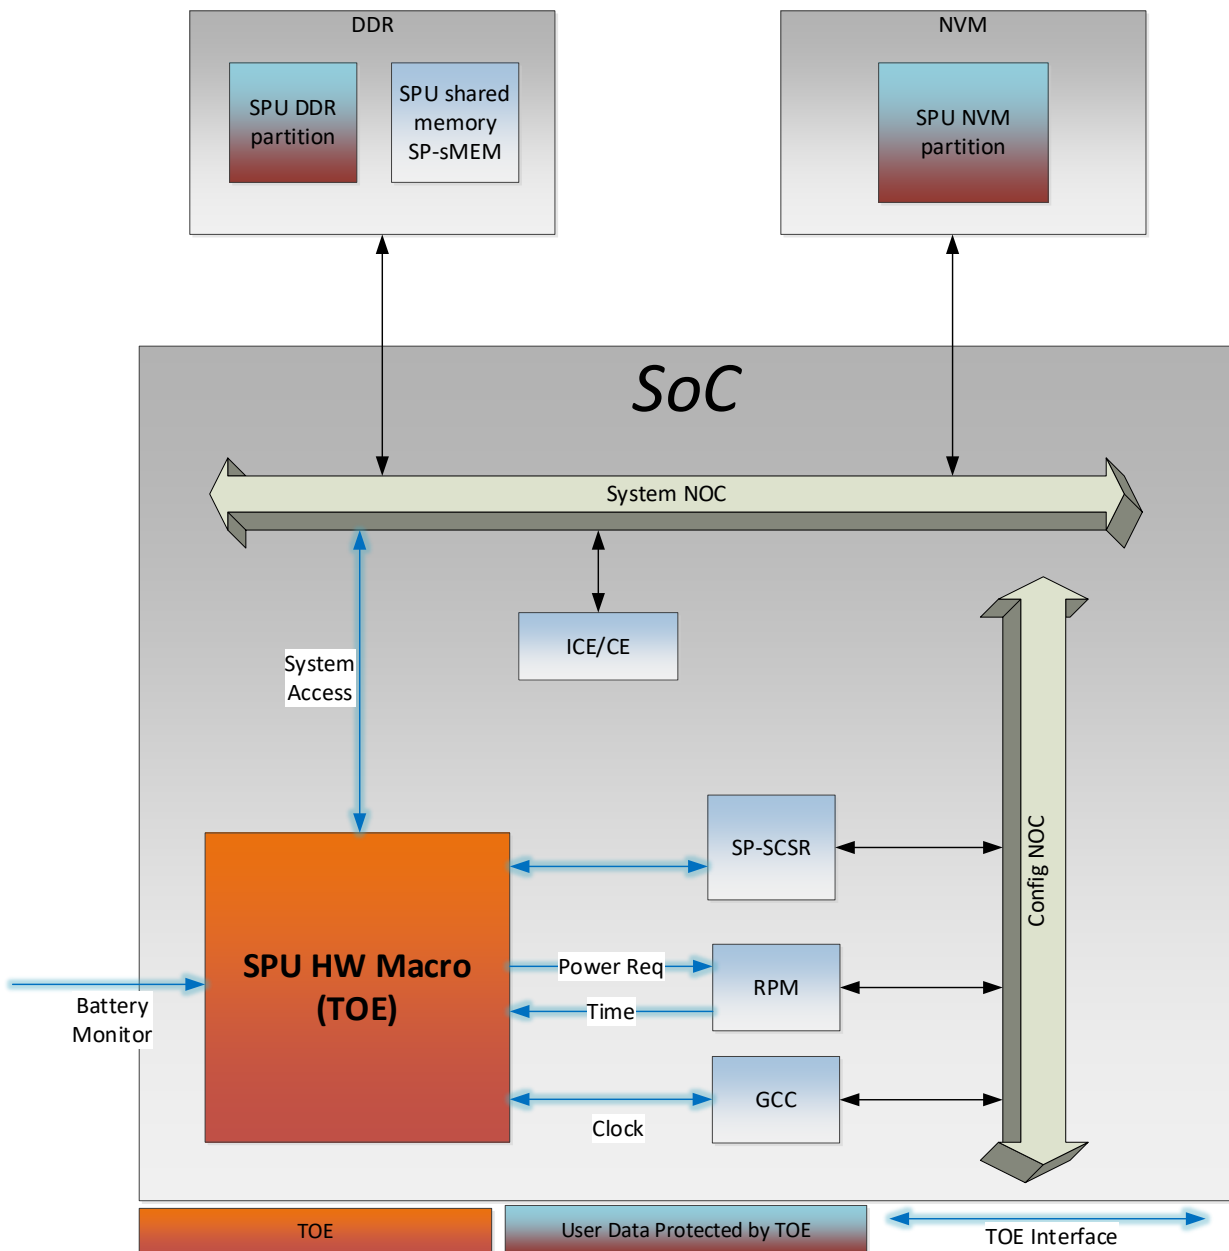 DDR
NVM
SPU DDR
partition
SPU shared
memory
SP-sMEM
SPU NVM
partition
SoC
System NOC
ICE/CE
System
Access
SP-SCSR
Config NOC
SPU HW Macro
(TOE)
Power Req
RPM
Time
Battery
Monitor
GCC
Clock
TOE
User Data Protected by TOE
TOE Interface